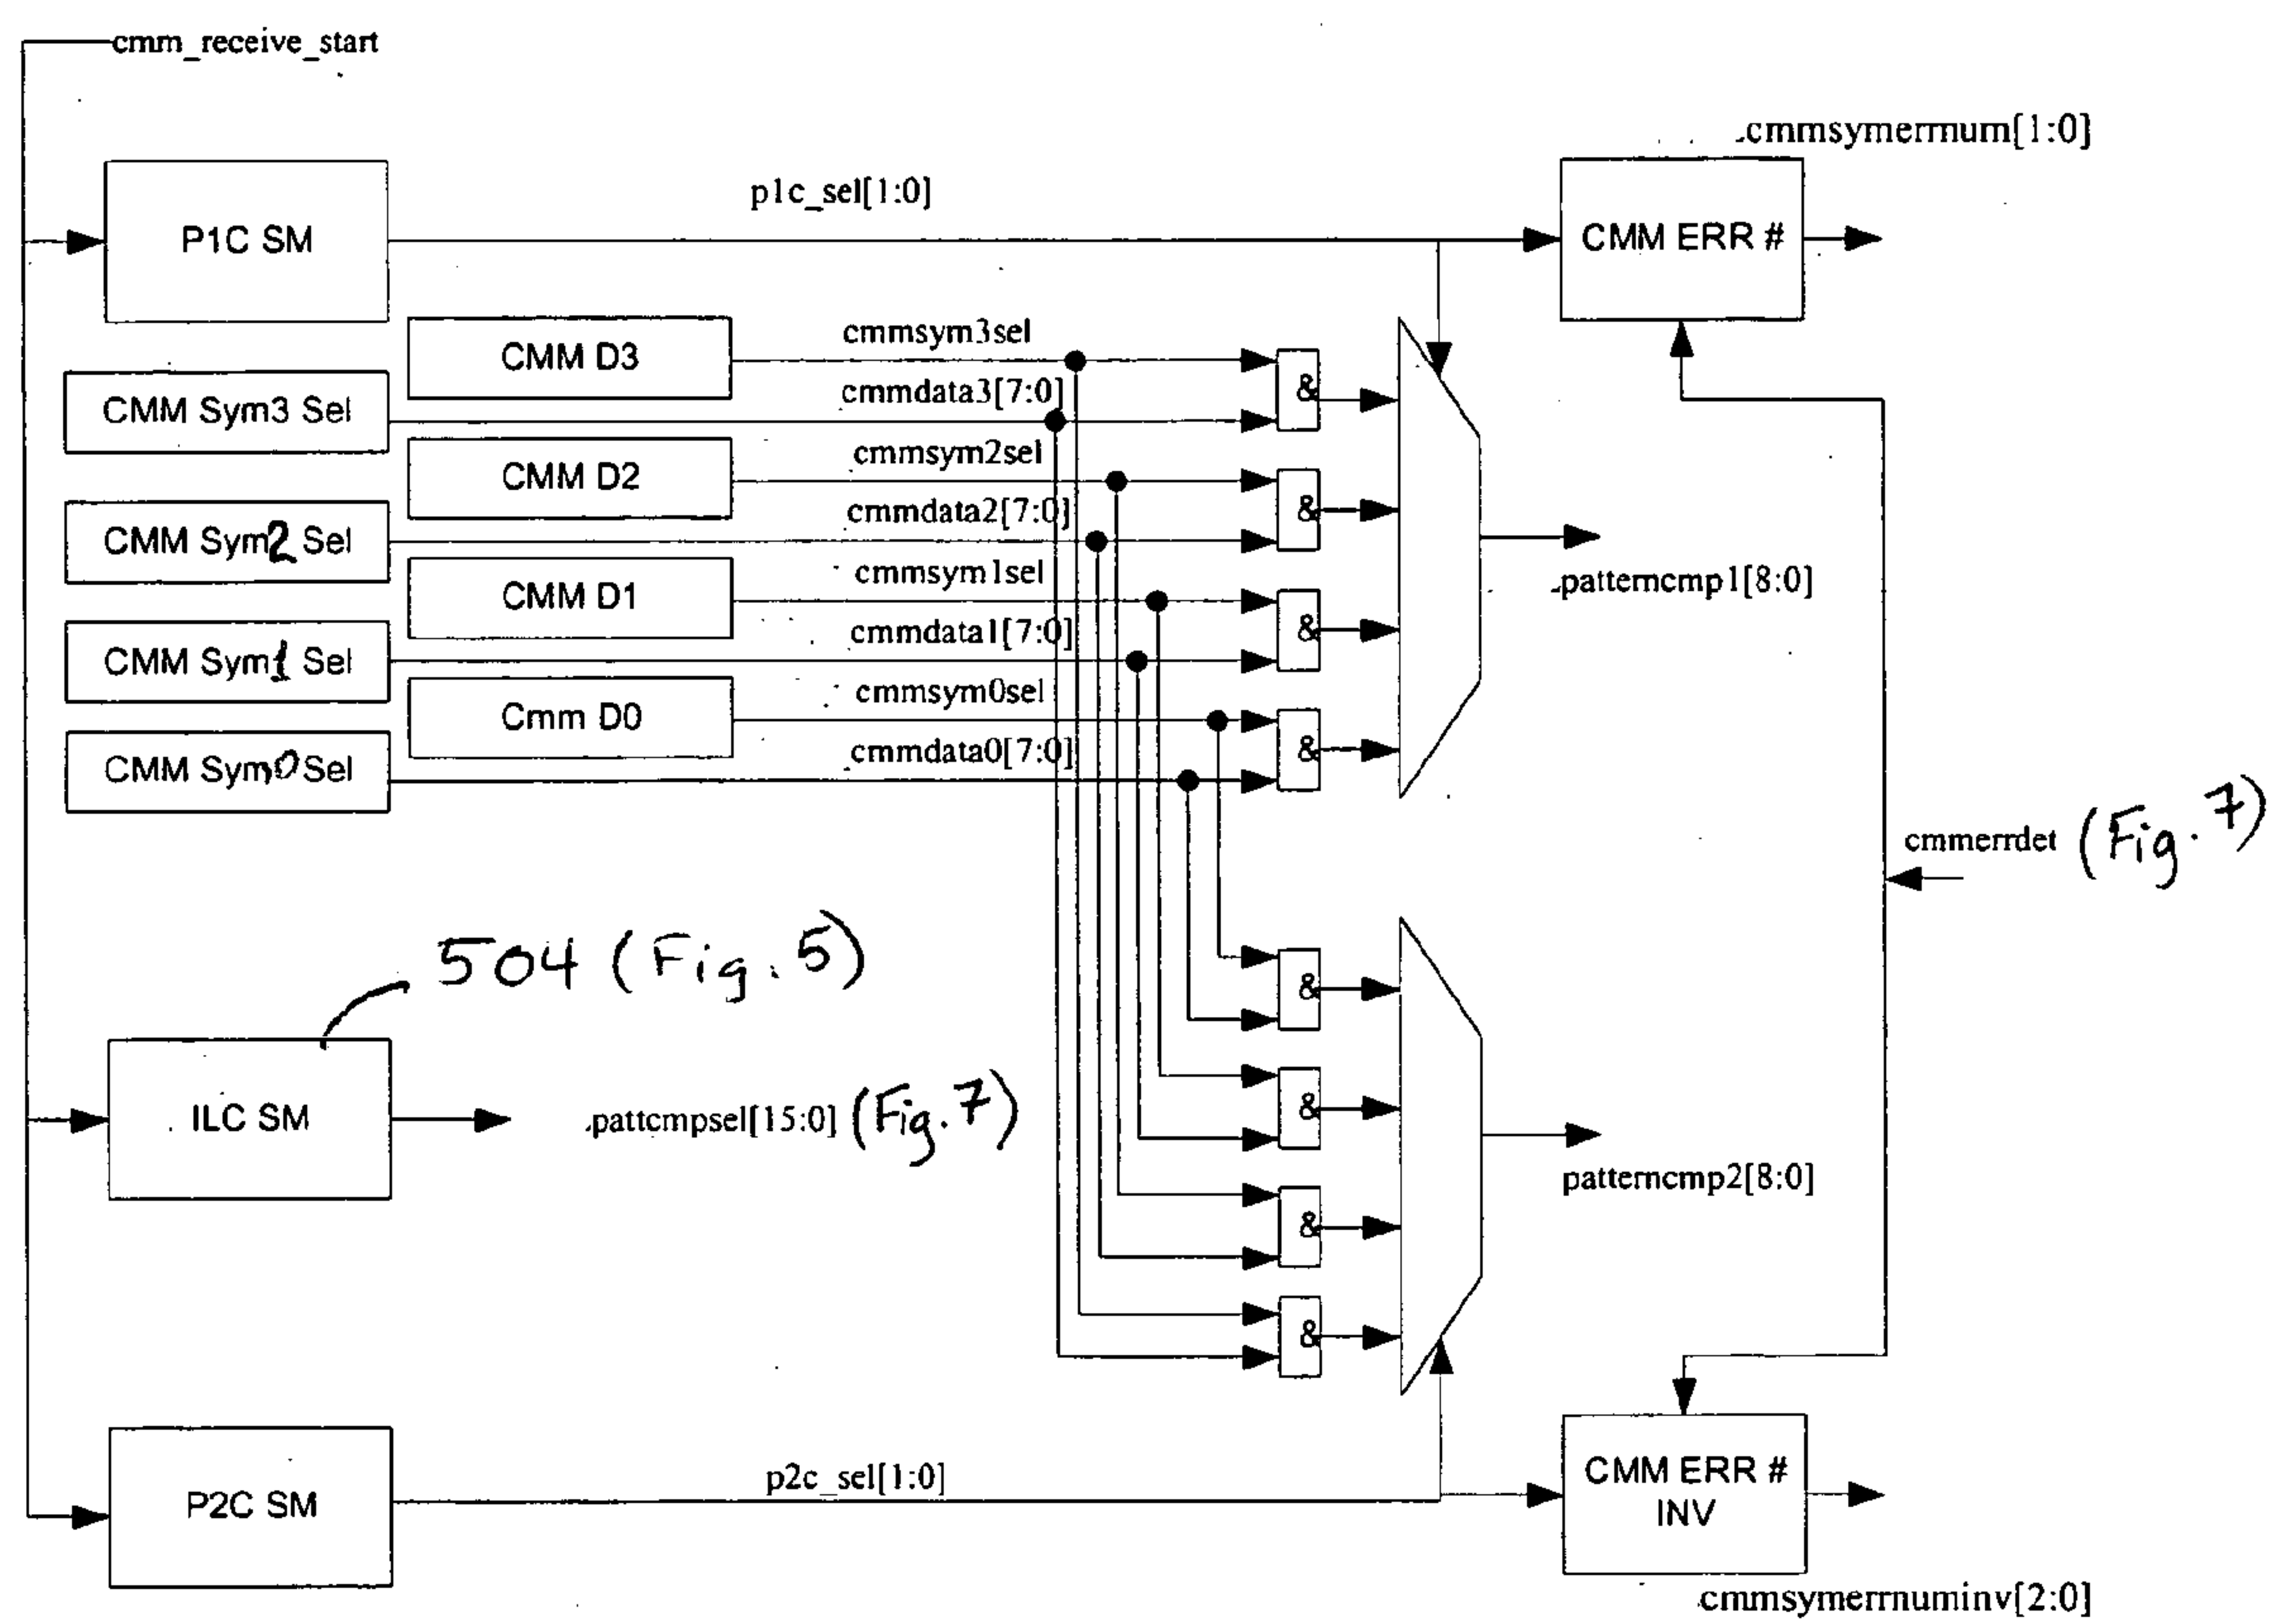 cmm_receive_start
.cmmsymerrnum[1:0]
p1c_sel[1:0]
P1C SM
CMM ERR #
cmmsym3sel
CMM D3
cmmdata3[7:0]
CMM Sym3 Sel
&
cmmsym2sel
CMM D2
cmmdata2[7:0]
&
CMM Sym2 Sel
cmmsym1sel
CMM D1
.patterncmp1[8:0]
cmmdata1[7:0]
&
CMM Sym1 Sel
cmmsym0sel
Cmm D0
cmmdata0[7:0]
&
CMM Sym0 Sel
cmmerrdet (Fig. 7)
504 (Fig. 5)
&
ILC SM
.pattcmpsel[15:0] (Fig. 7)
&
patterncmp2[8:0]
&
&
p2c_sel[1:0]
P2C SM
CMM ERR #
INV
.cmmsymerrnuminv[2:0]